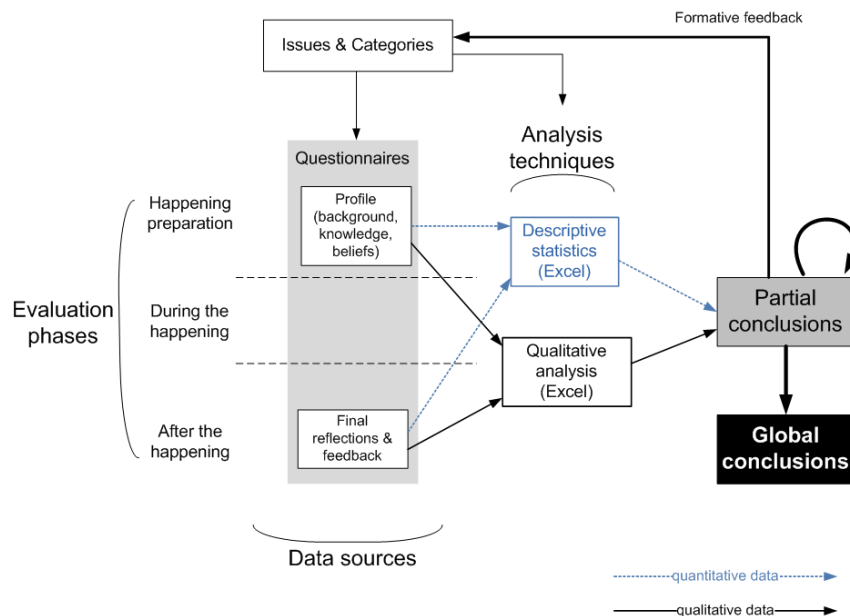 Formative feedback
Issues & Categories
Analysis
techniques
Questionnaires
Happening
preparation
Profile
(background,
knowledge,
beliefs)
Descriptive
statistics
(Excel)
Evaluation
phases
During the
happening
Partial
conclusions
Qualitative
analysis
(Excel)
After the
happening
Final
reflections &
feedback
Global
conclusions
Data sources
quantitative data
qualitative data